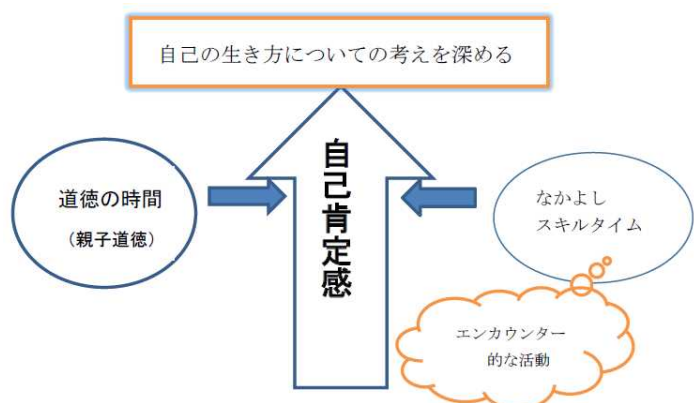 自己の生き方についての考えを深める
自己肯定感
道徳の時間
（親子道徳）
なかよし
スキルタイム
エンカウンター
的な活動